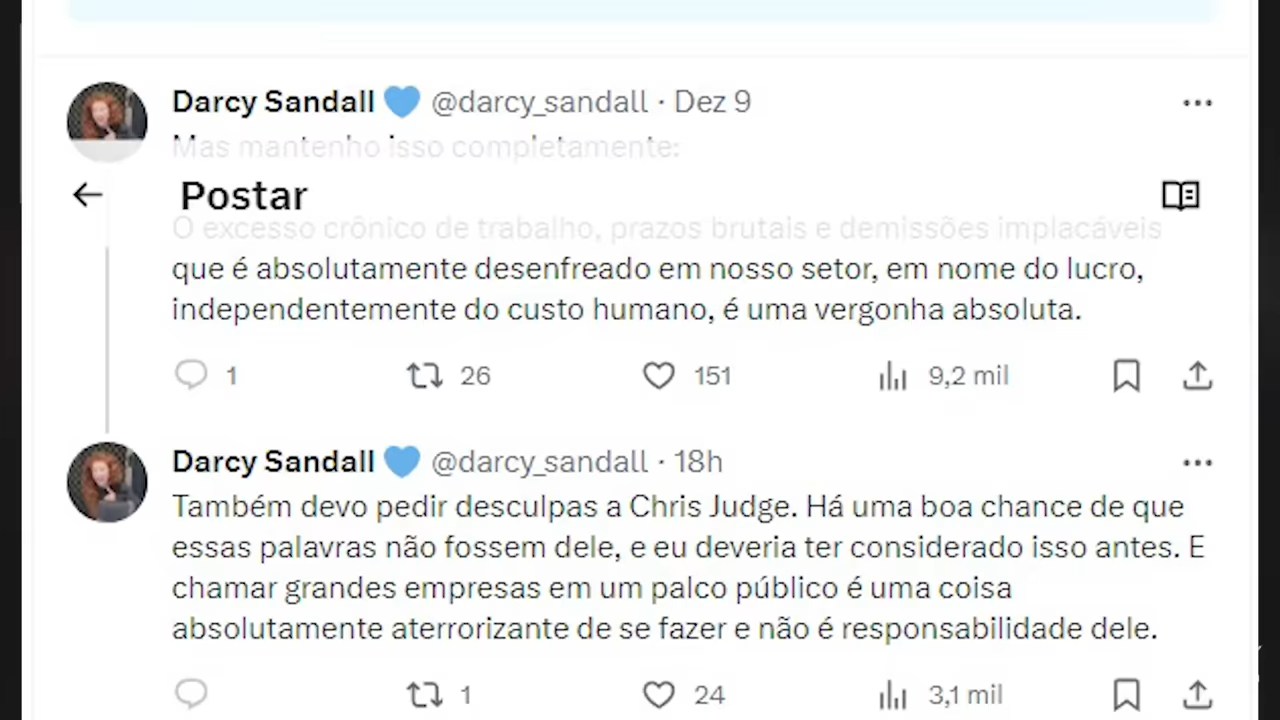 Darcy Sandall 💙 @darcy_sandall · Dez 9
Mas mantenho isso completamente:
Postar
O excesso crônico de trabalho, prazos brutais e demissões implacáveis
que é absolutamente desenfreado em nosso setor, em nome do lucro,
independentemente do custo humano, é uma vergonha absoluta.
1 26 151 9,2 mil
Darcy Sandall 💙 @darcy_sandall · 18h
Também devo pedir desculpas a Chris Judge. Há uma boa chance de que
essas palavras não fossem dele, e eu deveria ter considerado isso antes. E
chamar grandes empresas em um palco público é uma coisa
absolutamente aterrorizante de se fazer e não é responsabilidade dele.
1 24 3,1 mil